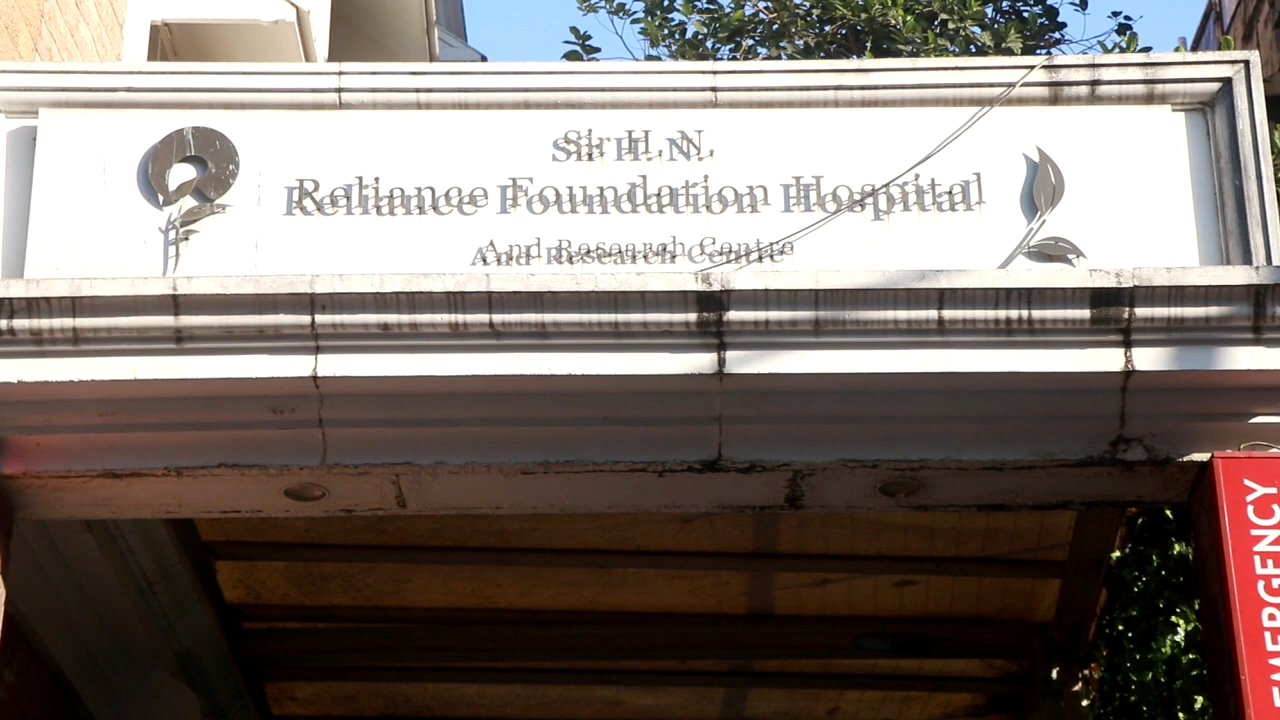 Sir H. N.
Reliance Foundation Hospital
And Research Centre
EMERGENCY